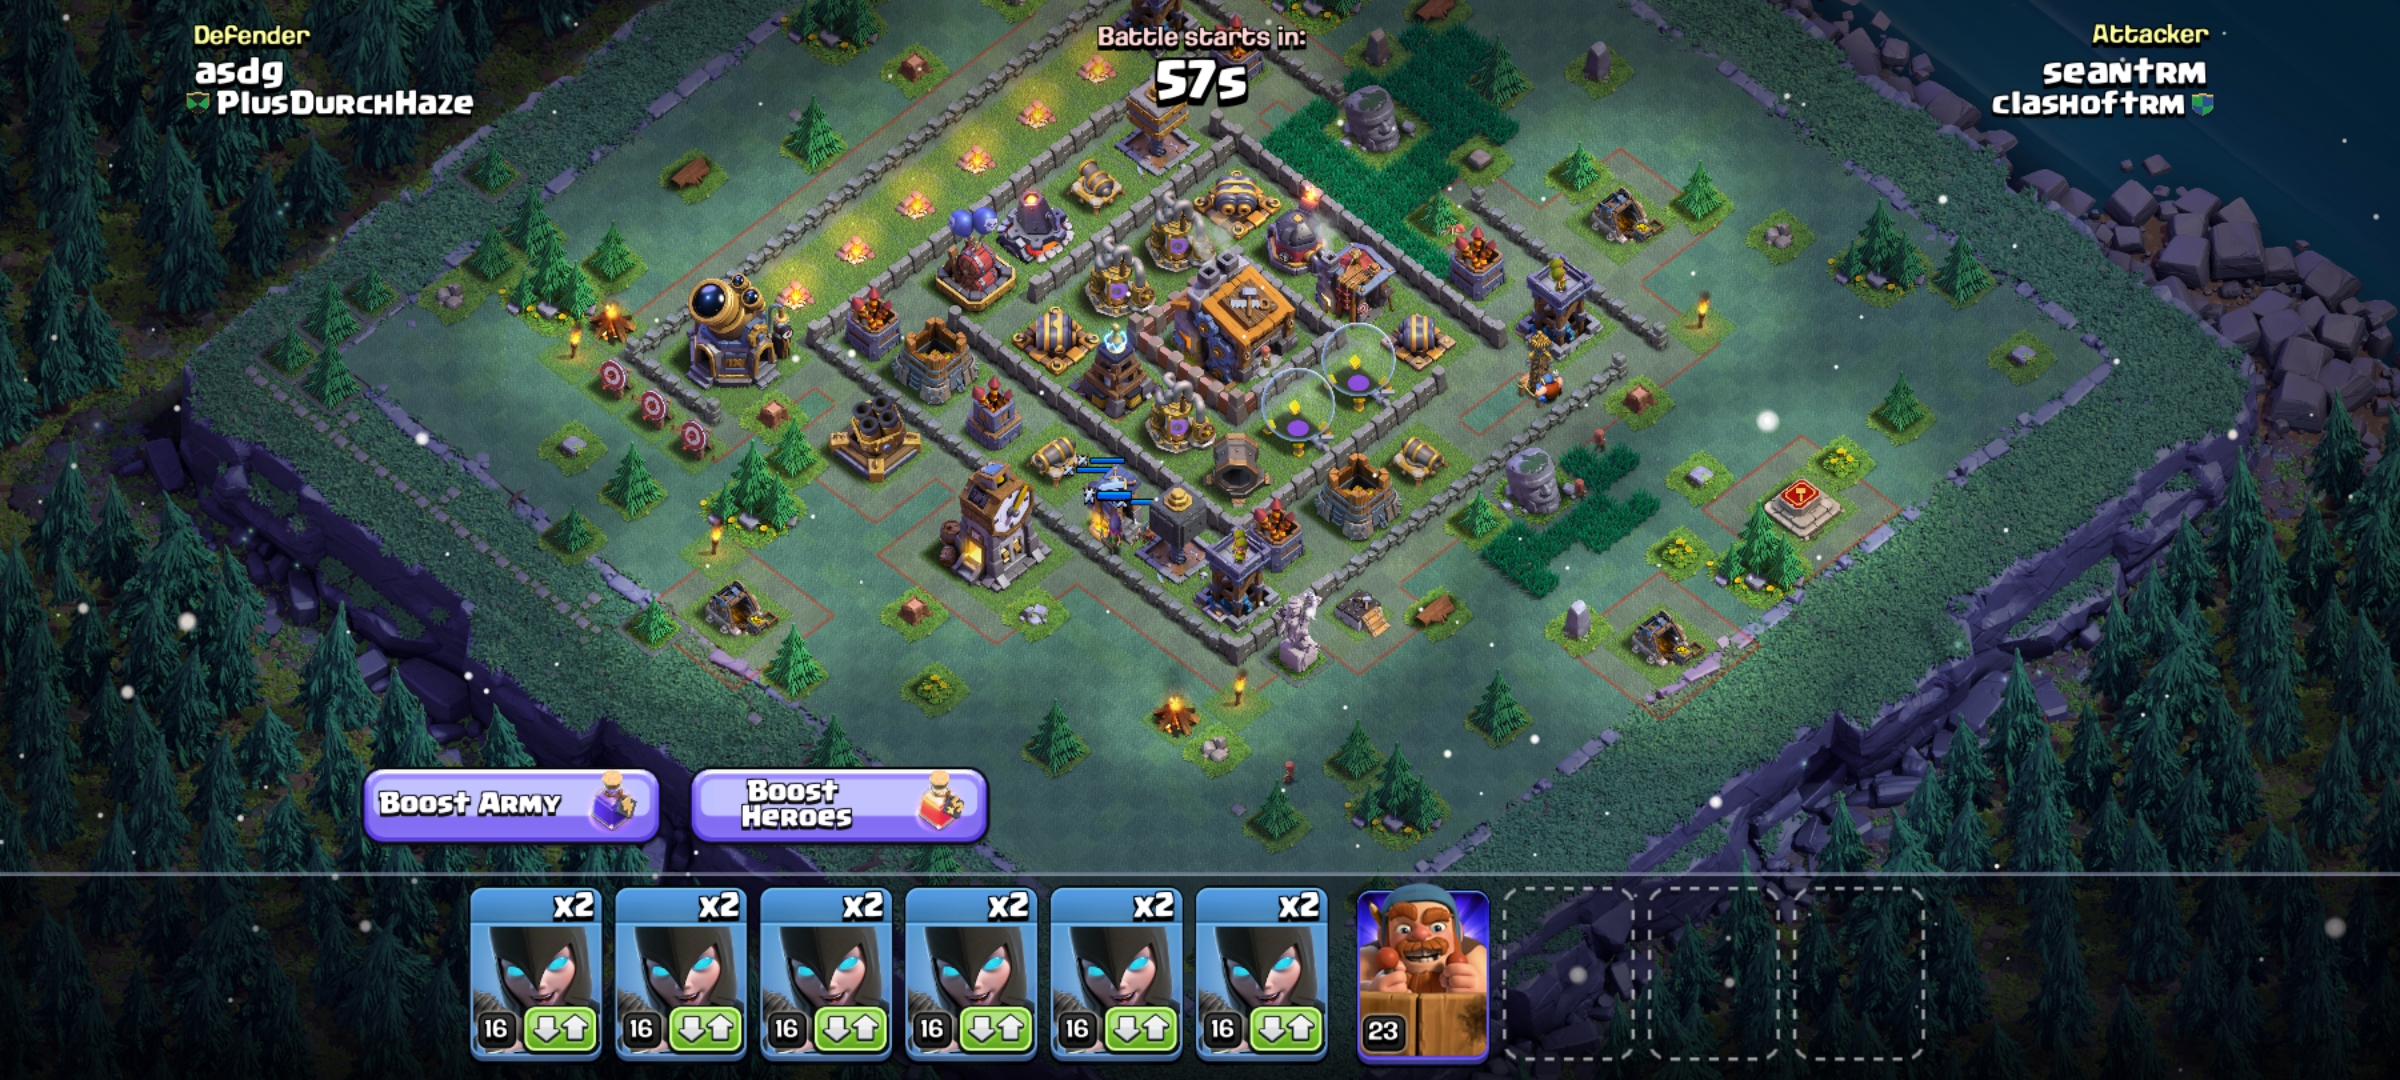 Defender
asdg
PlusDurchHaze
Battle starts in:
57s
Attacker
seantRM
clashoftRM
Boost Army
Boost
Heroes
x2
x2
x2
x2
x2
x2
16
16
16
16
16
16
23